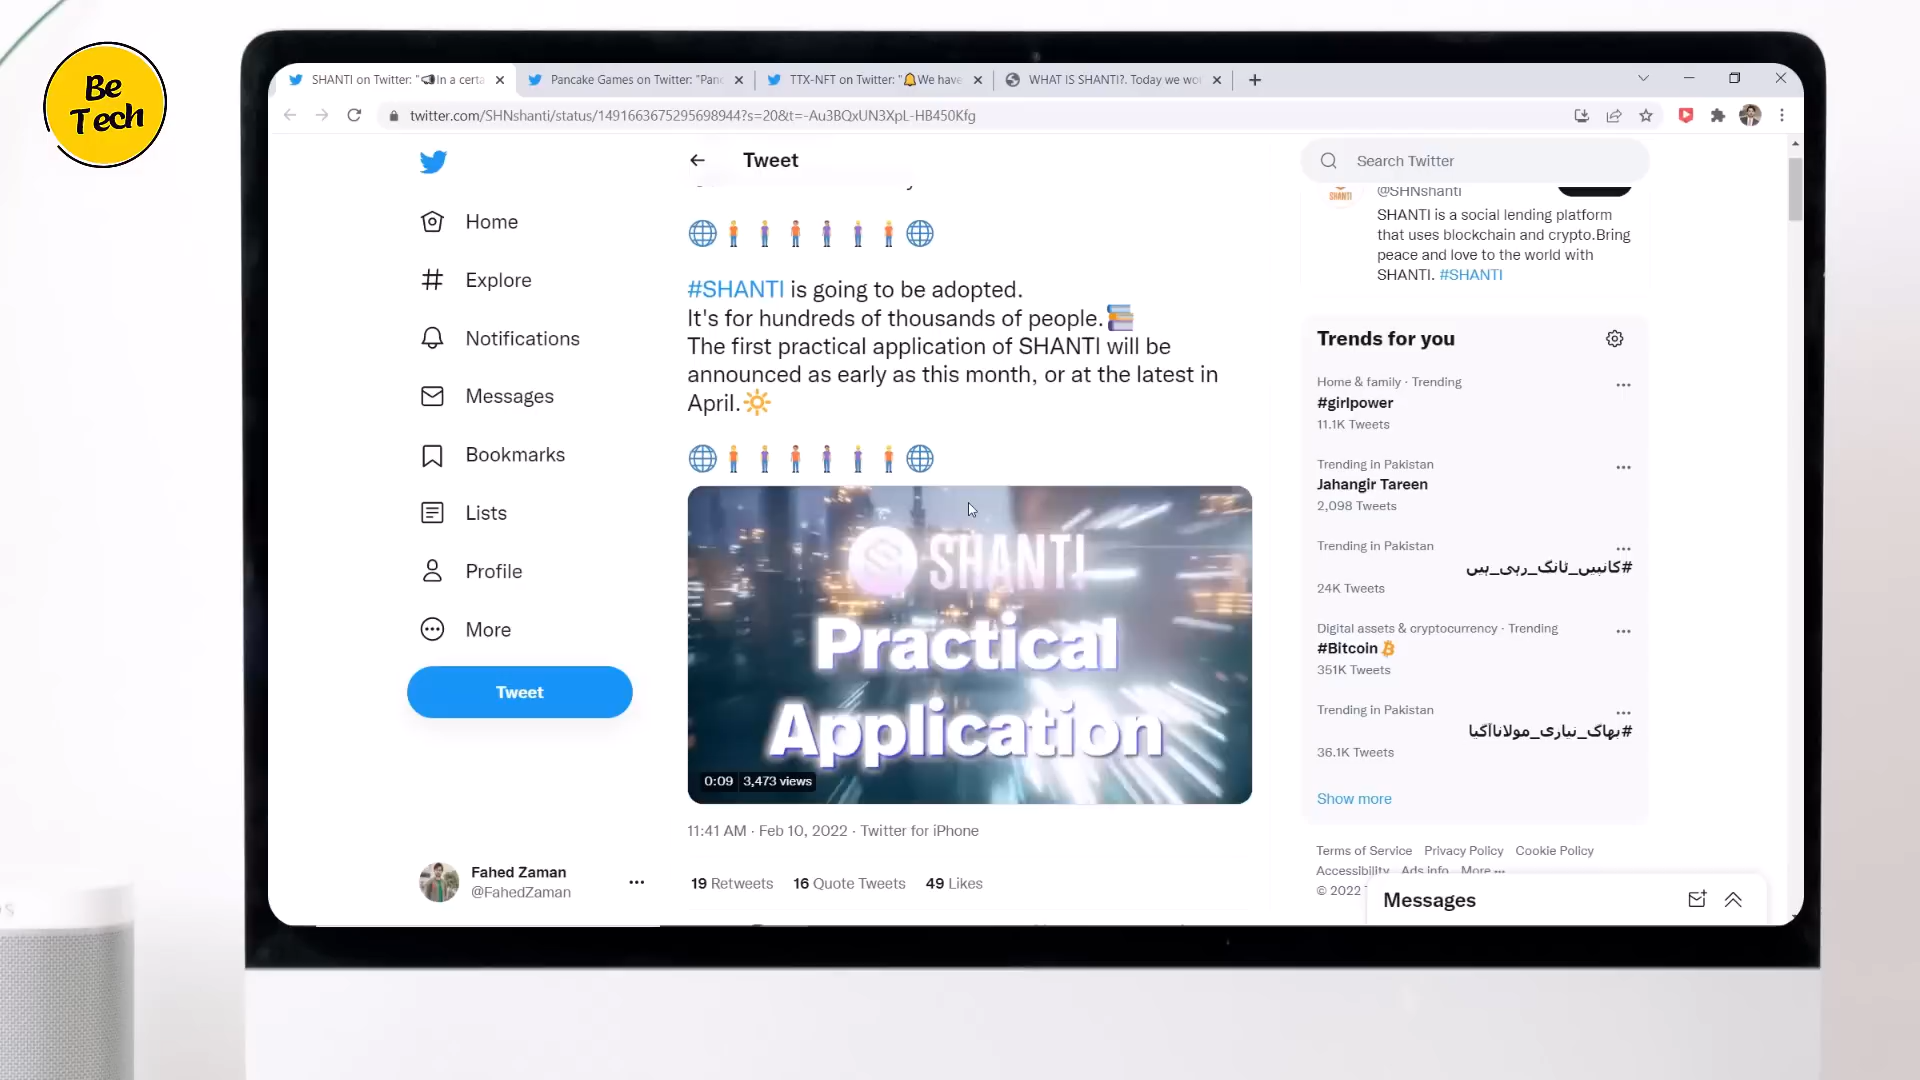 Be
Tech
SHANTI on Twitter: "In a certa
Pancake Games on Twitter: "Panc
TTX-NFT on Twitter: "We have
WHAT IS SHANTI?. Today we wou
twitter.com/SHNshanti/status/1491663675295698944?s=20&t=-Au3BQxUN3XpL-HB450Kfg
Tweet
Search Twitter
Home
Explore
Notifications
Messages
Bookmarks
Lists
Profile
More
Tweet
Fahed Zaman
@FahedZaman
#SHANTI is going to be adopted.
It's for hundreds of thousands of people.
The first practical application of SHANTI will be
announced as early as this month, or at the latest in
April.
SHANTI
Practical
Application
0:09 3,473 views
11:41 AM · Feb 10, 2022 · Twitter for iPhone
19 Retweets 16 Quote Tweets 49 Likes
SHANTI
@SHNshanti
SHANTI is a social lending platform
that uses blockchain and crypto.Bring
peace and love to the world with
SHANTI. #SHANTI
Trends for you
Home & family · Trending
#girlpower
11.1K Tweets
Trending in Pakistan
Jahangir Tareen
2,098 Tweets
Trending in Pakistan
#کانپیں_ٹانگ_رہی_ہیں
24K Tweets
Digital assets & cryptocurrency · Trending
#Bitcoin
351K Tweets
Trending in Pakistan
#بھاگ_نیازی_مولاناآگیا
36.1K Tweets
Show more
Terms of Service Privacy Policy Cookie Policy
Accessibility Ads info More
© 2022
Messages